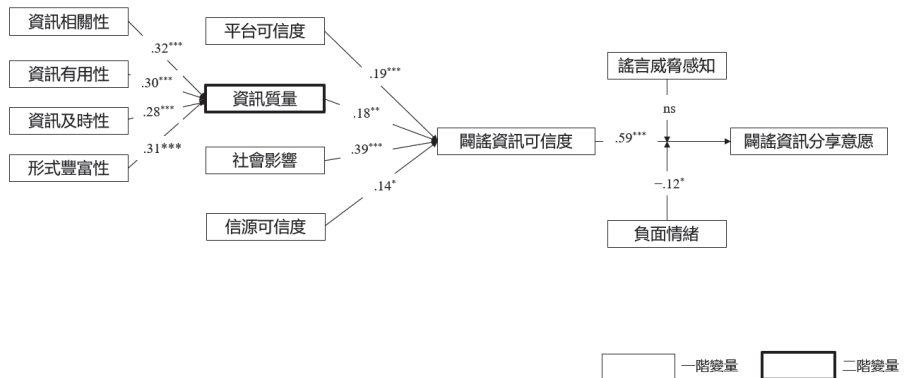 資訊相關性
資訊有用性
資訊及時性
形式豐富性
.32***
.30***
.28***
.31***
平台可信度
資訊質量
社會影響
信源可信度
.19***
.18**
.39***
.14*
闢謠資訊可信度
.59***
謠言威脅感知
ns
−.12*
負面情緒
闢謠資訊分享意愿
一階變量
二階變量